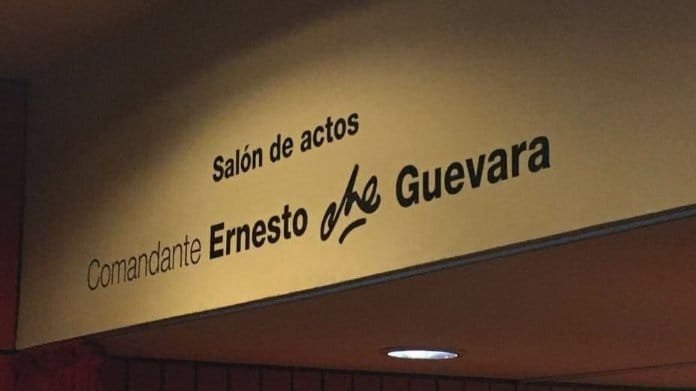 Salón de actos
Comandante Ernesto che Guevara